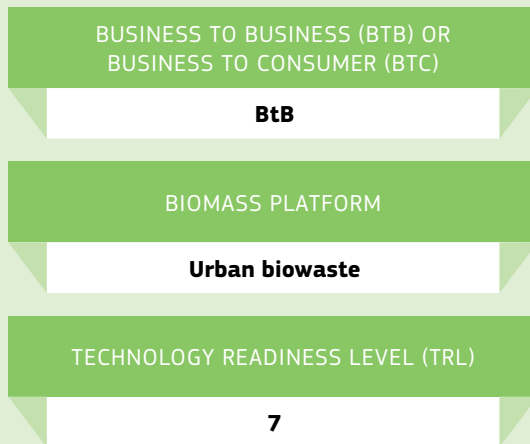 BUSINESS TO BUSINESS (BTB) OR
BUSINESS TO CONSUMER (BTC)
BtB
BIOMASS PLATFORM
Urban biowaste
TECHNOLOGY READINESS LEVEL (TRL)
7